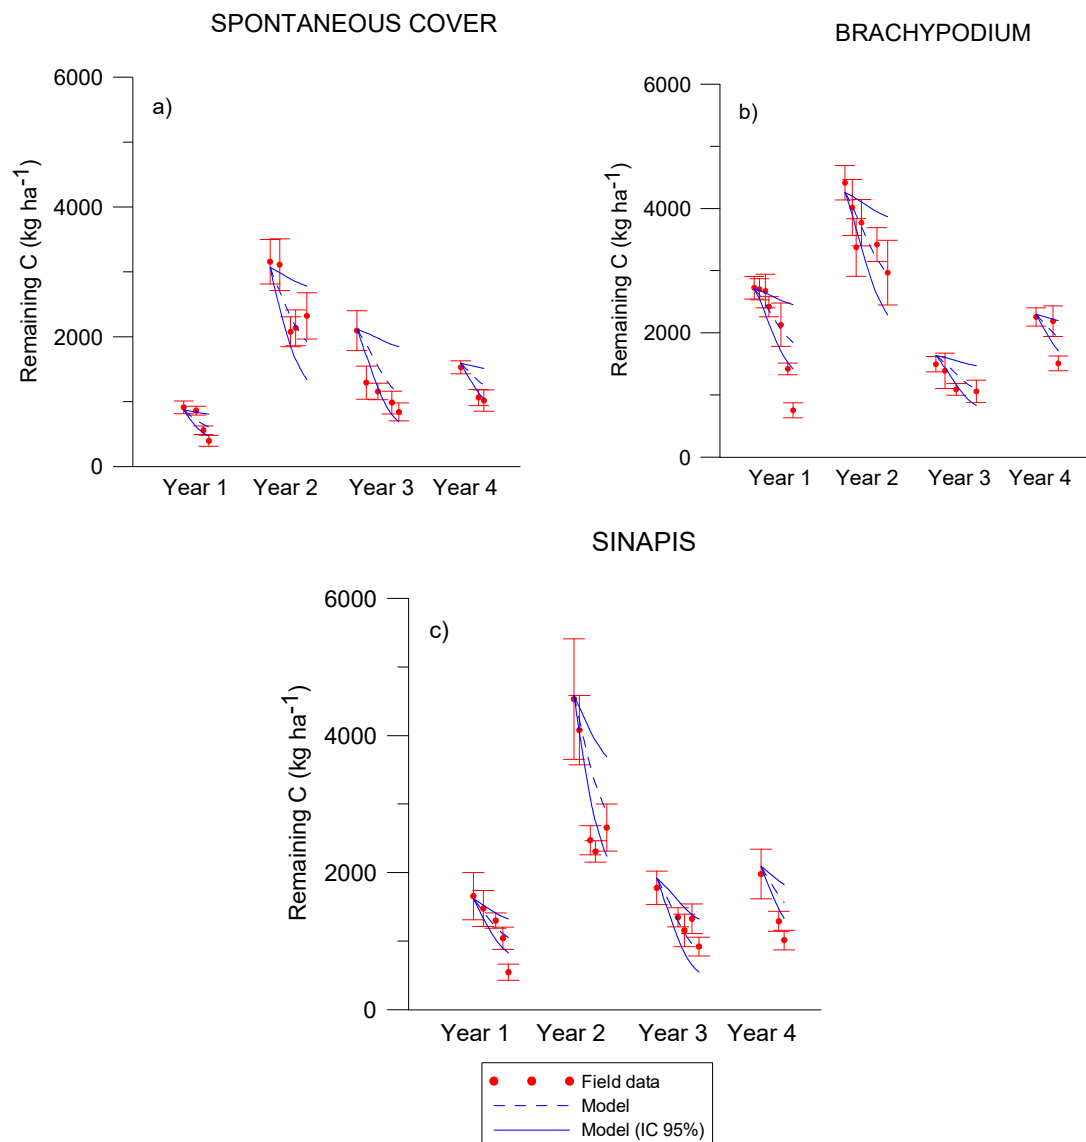 SPONTANEOUS COVER
a)
6000
4000
2000
0
Remaining C (kg ha⁻¹)
Year 1 Year 2 Year 3 Year 4
BRACHYPODIUM
b)
6000
4000
2000
0
Remaining C (kg ha⁻¹)
Year 1 Year 2 Year 3 Year 4
SINAPIS
c)
6000
4000
2000
0
Remaining C (kg ha⁻¹)
Year 1 Year 2 Year 3 Year 4
Field data
Model
Model (IC 95%)